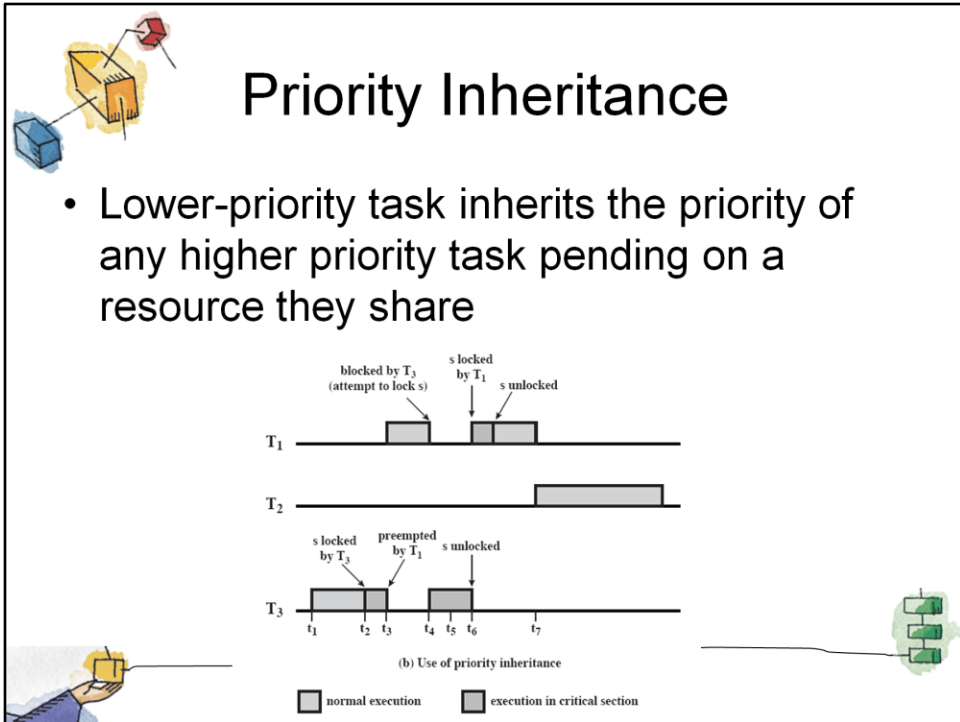 Priority Inheritance
• Lower-priority task inherits the priority of
any higher priority task pending on a
resource they share
blocked by T₃
(attempt to lock s)
s locked
by T₁
s unlocked
T₁
T₂
s locked
by T₃
preempted
by T₁
s unlocked
T₃
t₁ t₂ t₃ t₄ t₅ t₆ t₇
(b) Use of priority inheritance
normal execution execution in critical section